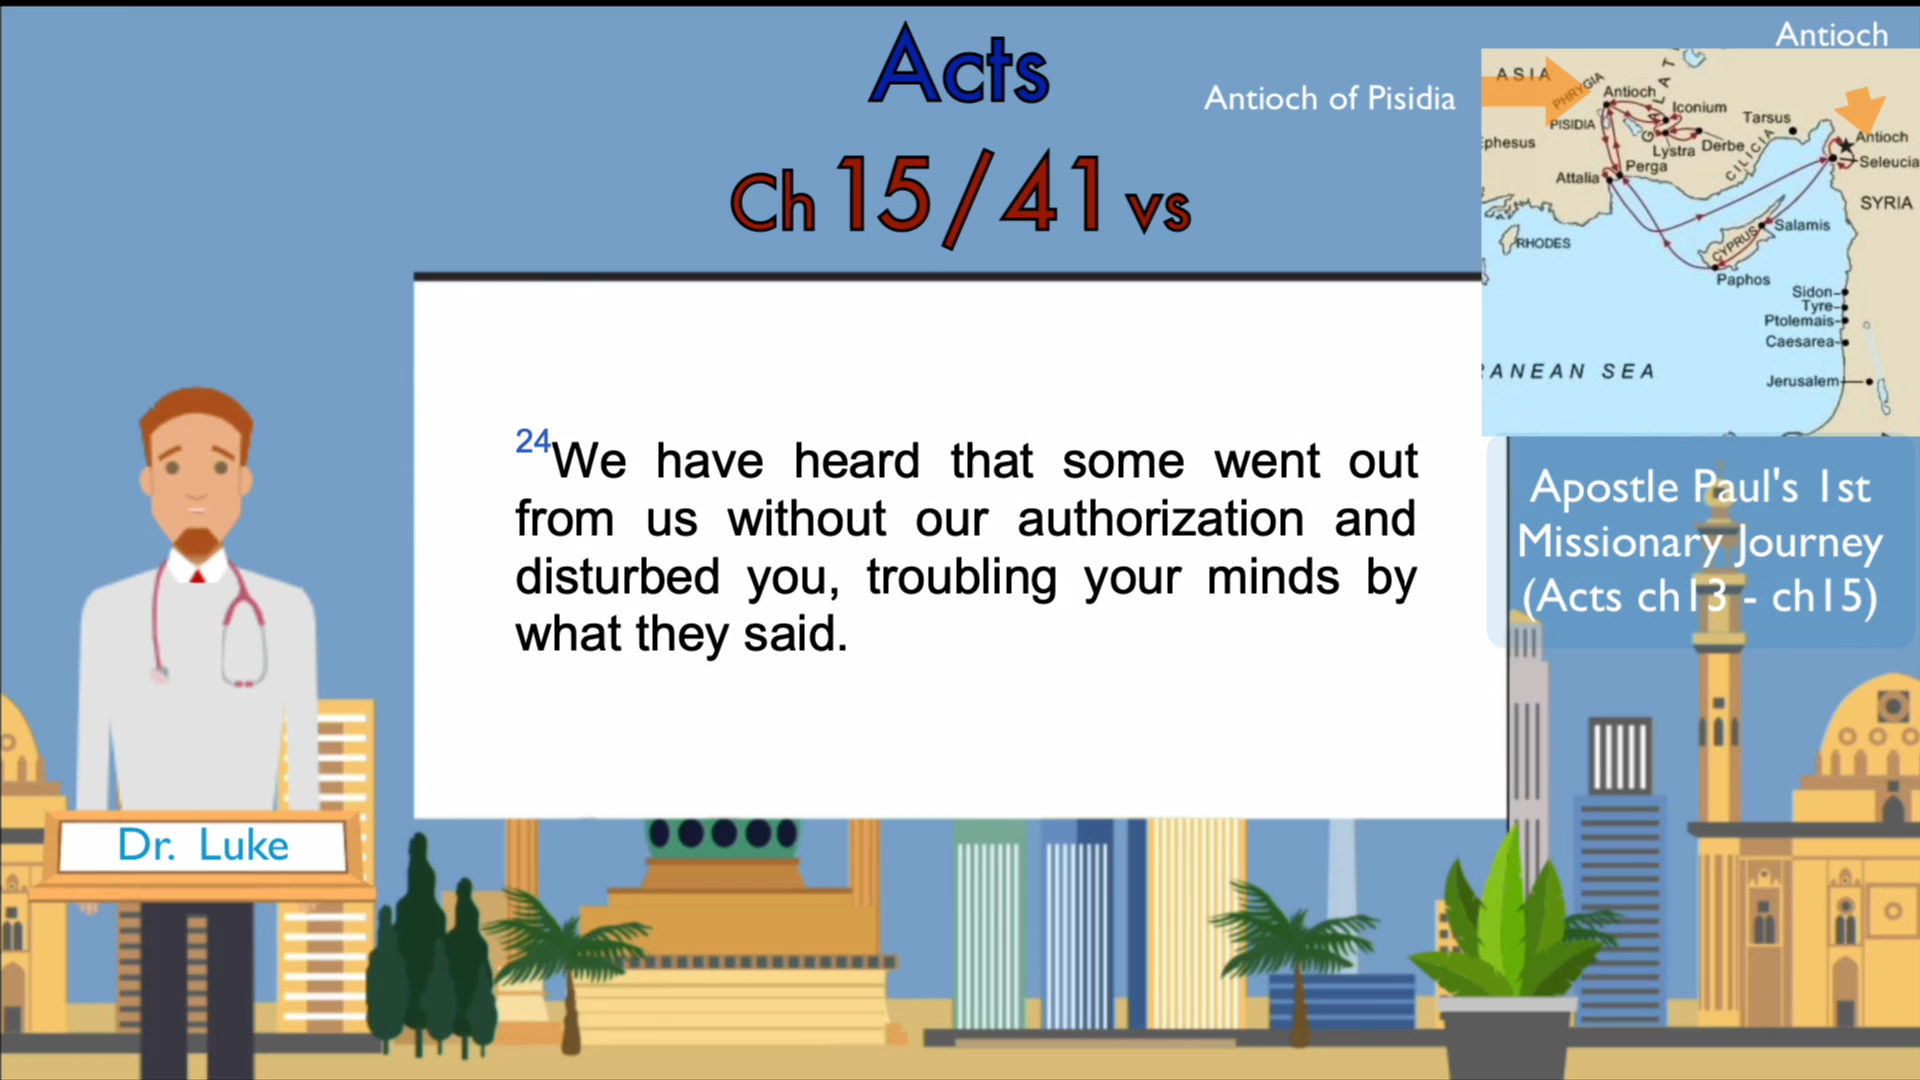 Acts
Ch 15/41 vs
Antioch of Pisidia
Antioch
ASIA
PHRYGIA
GALAT
Antioch
Iconium
Tarsus
PISIDIA
Antioch
phesus
Lystra
Derbe
CILICIA
Seleucia
Perga
Attalia
SYRIA
Salamis
RHODES
CYPRUS
Paphos
Sidon
Tyre
Ptolemais
Caesarea
RANEAN SEA
Jerusalem
24We have heard that some went out
from us without our authorization and
disturbed you, troubling your minds by
what they said.
Apostle Paul's 1st
Missionary Journey
(Acts ch13 - ch15)
Dr. Luke